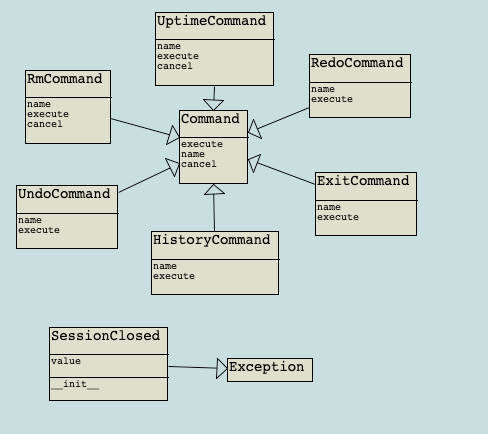 UptimeCommand
name
execute
cancel
RedoCommand
name
execute
RmCommand
name
execute
cancel
Command
execute
name
cancel
ExitCommand
name
execute
UndoCommand
name
execute
HistoryCommand
name
execute
SessionClosed
value
__init__
Exception